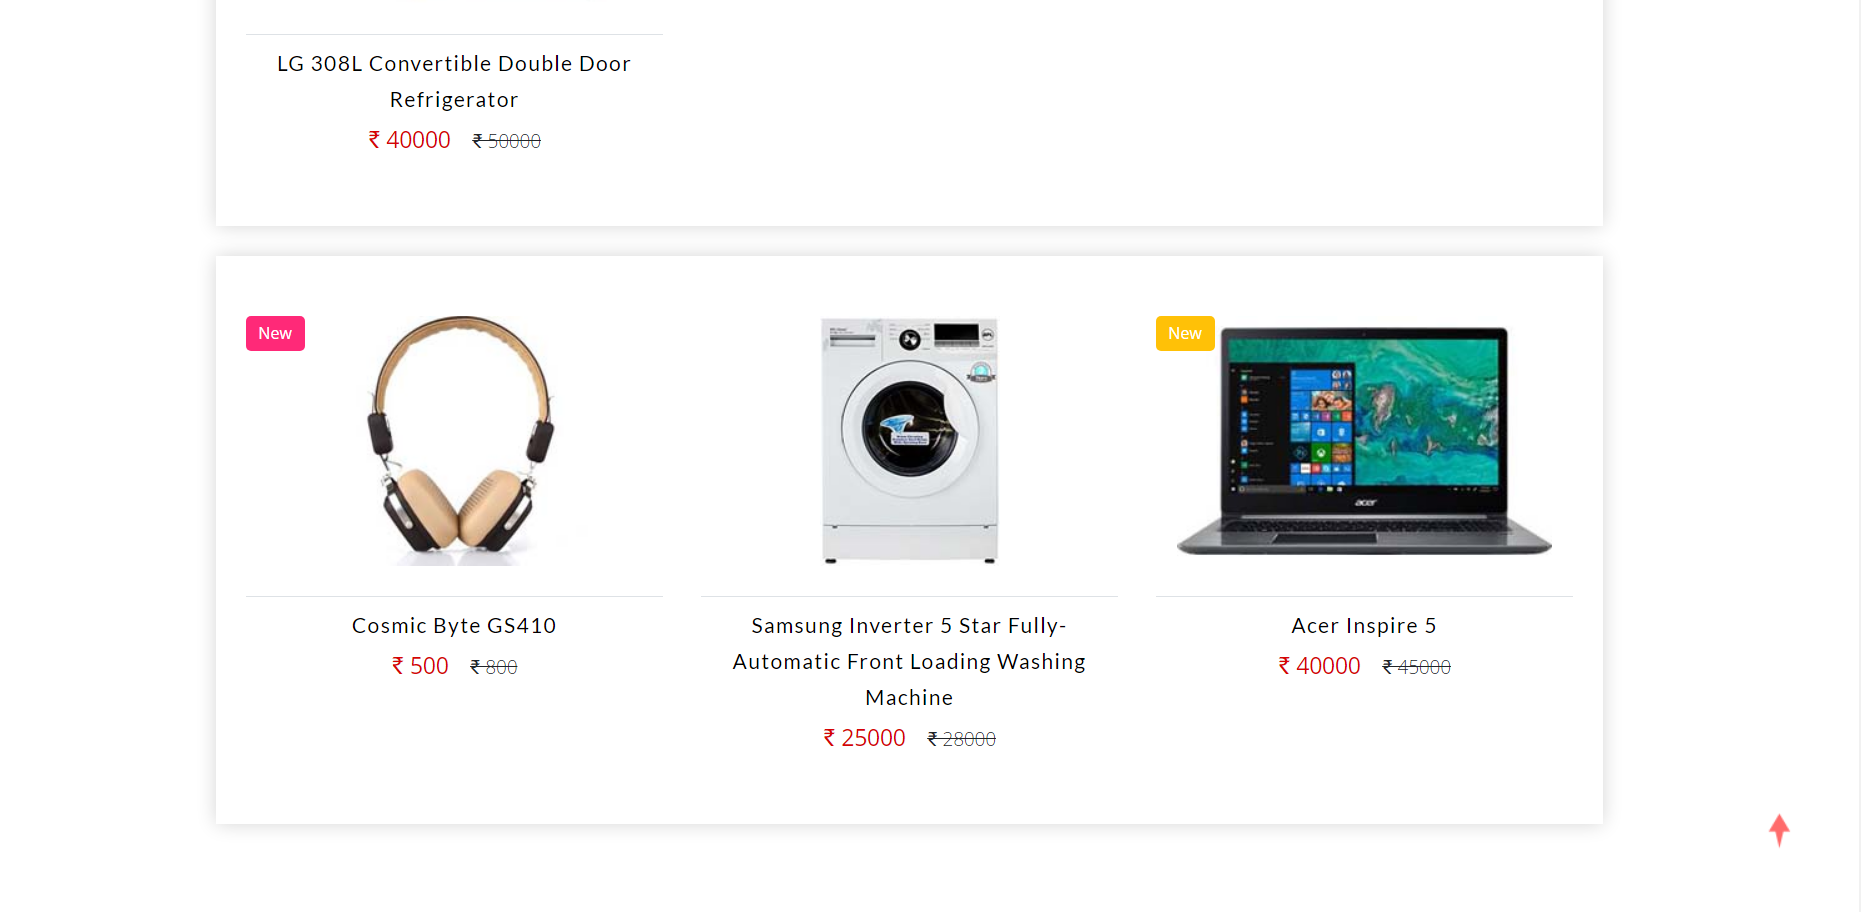 LG 308L Convertible Double Door
Refrigerator
₹ 40000 ₹ 50000
New
New
acer
Cosmic Byte GS410
₹ 500 ₹ 800
Samsung Inverter 5 Star Fully-
Automatic Front Loading Washing
Machine
₹ 25000 ₹ 28000
Acer Inspire 5
₹ 40000 ₹ 45000